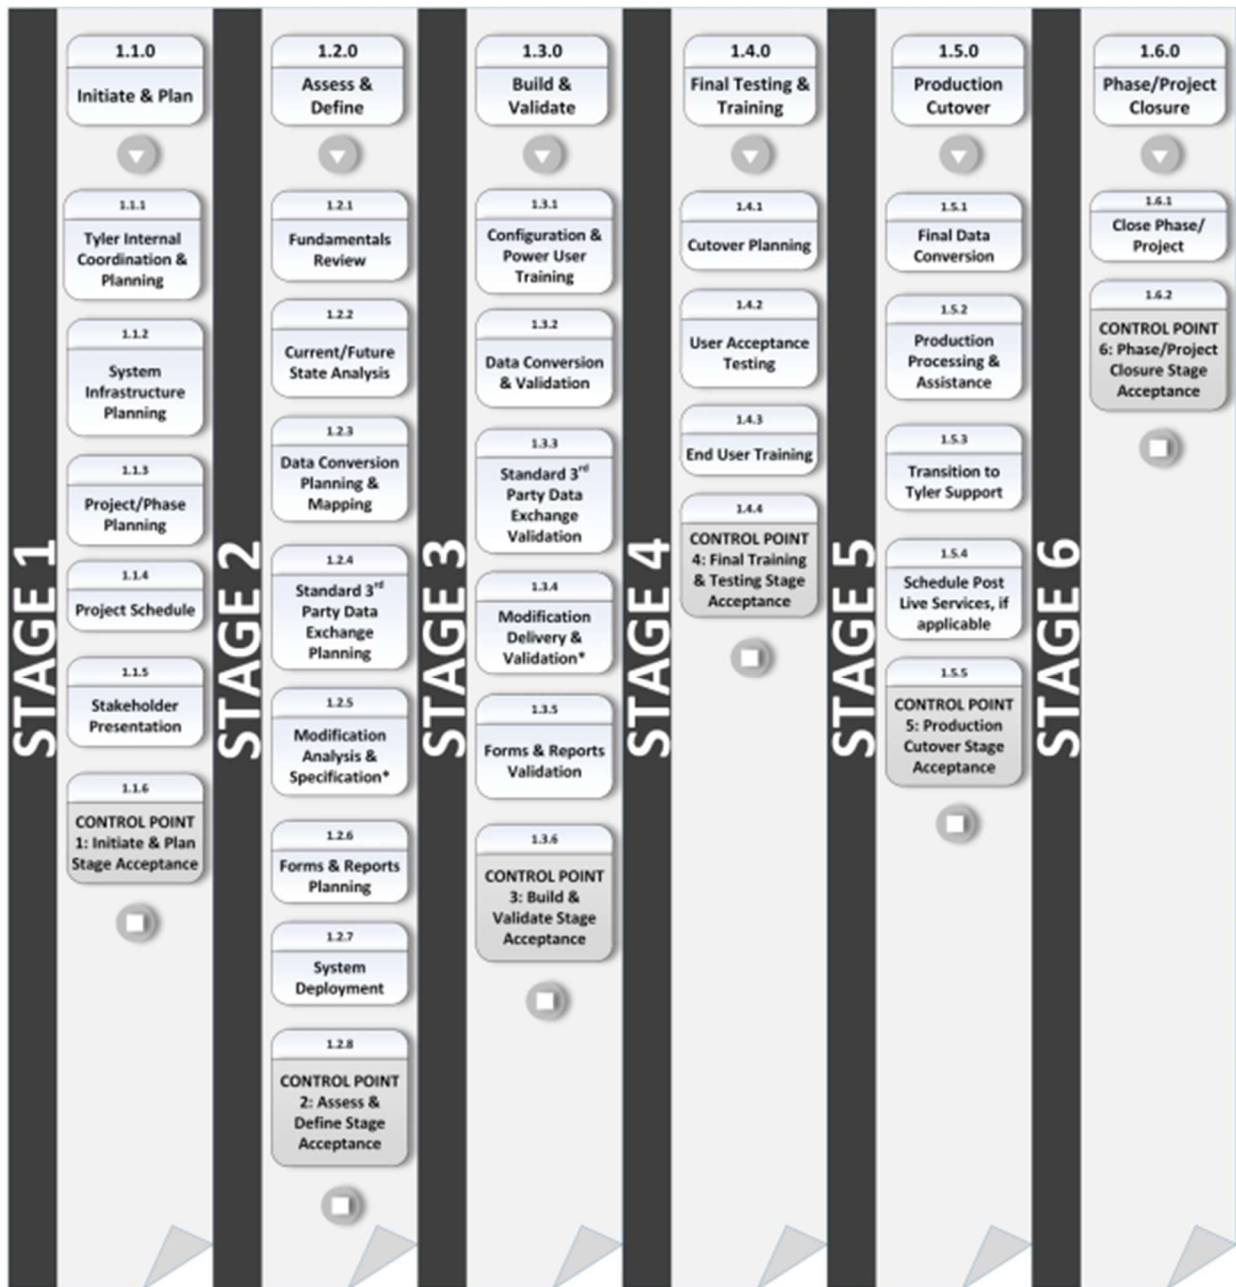 STAGE 1
1.1.0
Initiate & Plan
1.1.1
Tyler Internal
Coordination &
Planning
1.1.2
System
Infrastructure
Planning
1.1.3
Project/Phase
Planning
1.1.4
Project Schedule
1.1.5
Stakeholder
Presentation
1.1.6
CONTROL POINT
1: Initiate & Plan
Stage Acceptance
STAGE 2
1.2.0
Assess &
Define
1.2.1
Fundamentals
Review
1.2.2
Current/Future
State Analysis
1.2.3
Data Conversion
Planning &
Mapping
1.2.4
Standard 3rd
Party Data
Exchange
Planning
1.2.5
Modification
Analysis &
Specification*
1.2.6
Forms & Reports
Planning
1.2.7
System
Deployment
1.2.8
CONTROL POINT
2: Assess &
Define Stage
Acceptance
STAGE 3
1.3.0
Build &
Validate
1.3.1
Configuration &
Power User
Training
1.3.2
Data Conversion
& Validation
1.3.3
Standard 3rd
Party Data
Exchange
Validation
1.3.4
Modification
Delivery &
Validation*
1.3.5
Forms & Reports
Validation
1.3.6
CONTROL POINT
3: Build &
Validate Stage
Acceptance
STAGE 4
1.4.0
Final Testing &
Training
1.4.1
Cutover Planning
1.4.2
User Acceptance
Testing
1.4.3
End User Training
1.4.4
CONTROL POINT
4: Final Training
& Testing Stage
Acceptance
STAGE 5
1.5.0
Production
Cutover
1.5.1
Final Data
Conversion
1.5.2
Production
Processing &
Assistance
1.5.3
Transition to
Tyler Support
1.5.4
Schedule Post
Live Services, if
applicable
1.5.5
CONTROL POINT
5: Production
Cutover Stage
Acceptance
STAGE 6
1.6.0
Phase/Project
Closure
1.6.1
Close Phase/
Project
1.6.2
CONTROL POINT
6: Phase/Project
Closure Stage
Acceptance